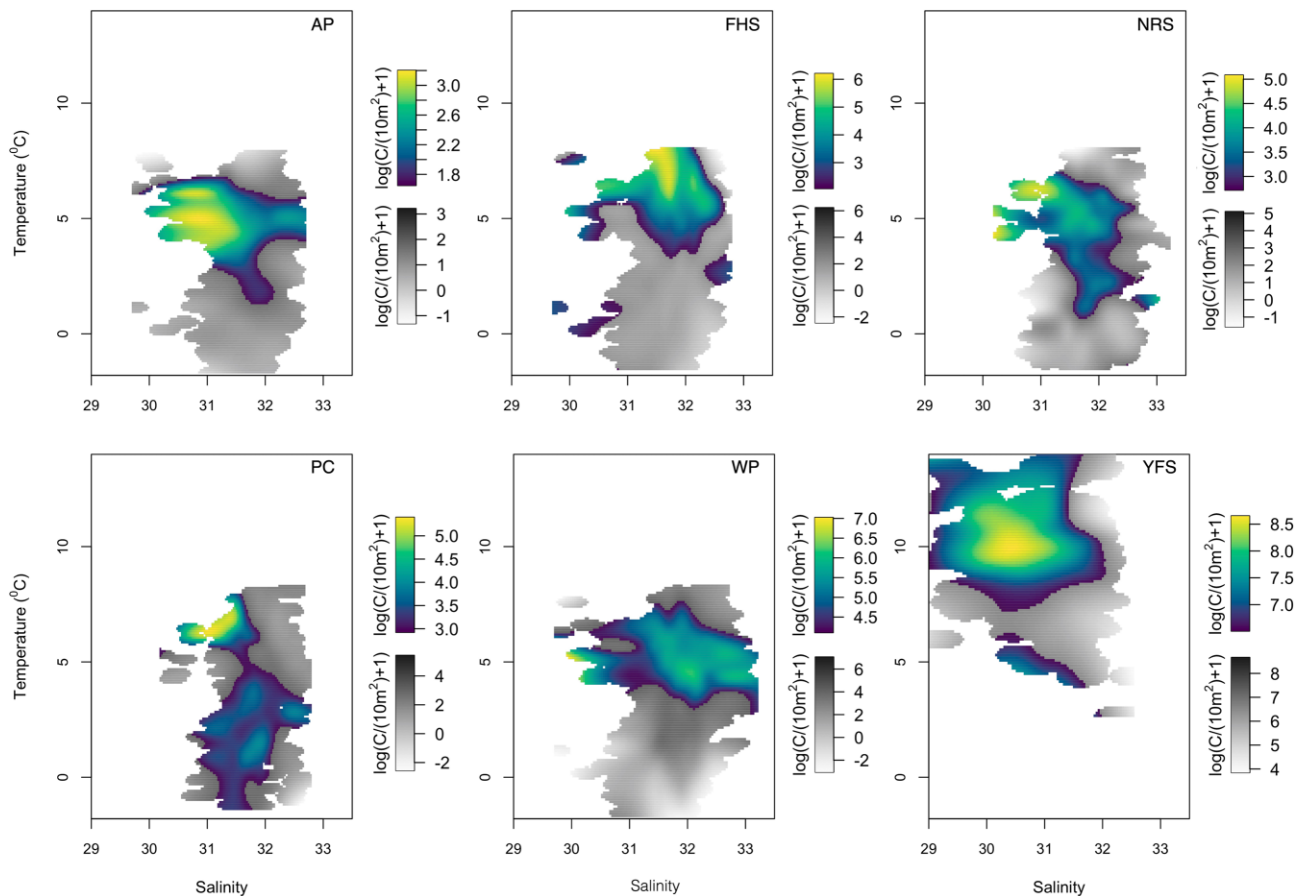 AP
Temperature (⁰C)
10
5
0
29 30 31 32 33
log(C/(10m²)+1)
3.0
2.6
2.2
1.8
log(C/(10m²)+1)
3
2
1
0
-1
FHS
10
5
0
29 30 31 32 33
log(C/(10m²)+1)
6
5
4
3
log(C/(10m²)+1)
6
4
2
0
-2
NRS
10
5
0
29 30 31 32 33
log(C/(10m²)+1)
5.0
4.5
4.0
3.5
3.0
log(C/(10m²)+1)
5
4
3
2
1
0
-1
PC
Temperature (⁰C)
10
5
0
29 30 31 32 33
Salinity
log(C/(10m²)+1)
5.0
4.5
4.0
3.5
3.0
log(C/(10m²)+1)
4
2
0
-2
WP
10
5
0
29 30 31 32 33
Salinity
log(C/(10m²)+1)
7.0
6.5
6.0
5.5
5.0
4.5
log(C/(10m²)+1)
6
4
2
0
-2
YFS
10
5
0
29 30 31 32 33
Salinity
log(C/(10m²)+1)
8.5
8.0
7.5
7.0
log(C/(10m²)+1)
8
7
6
5
4